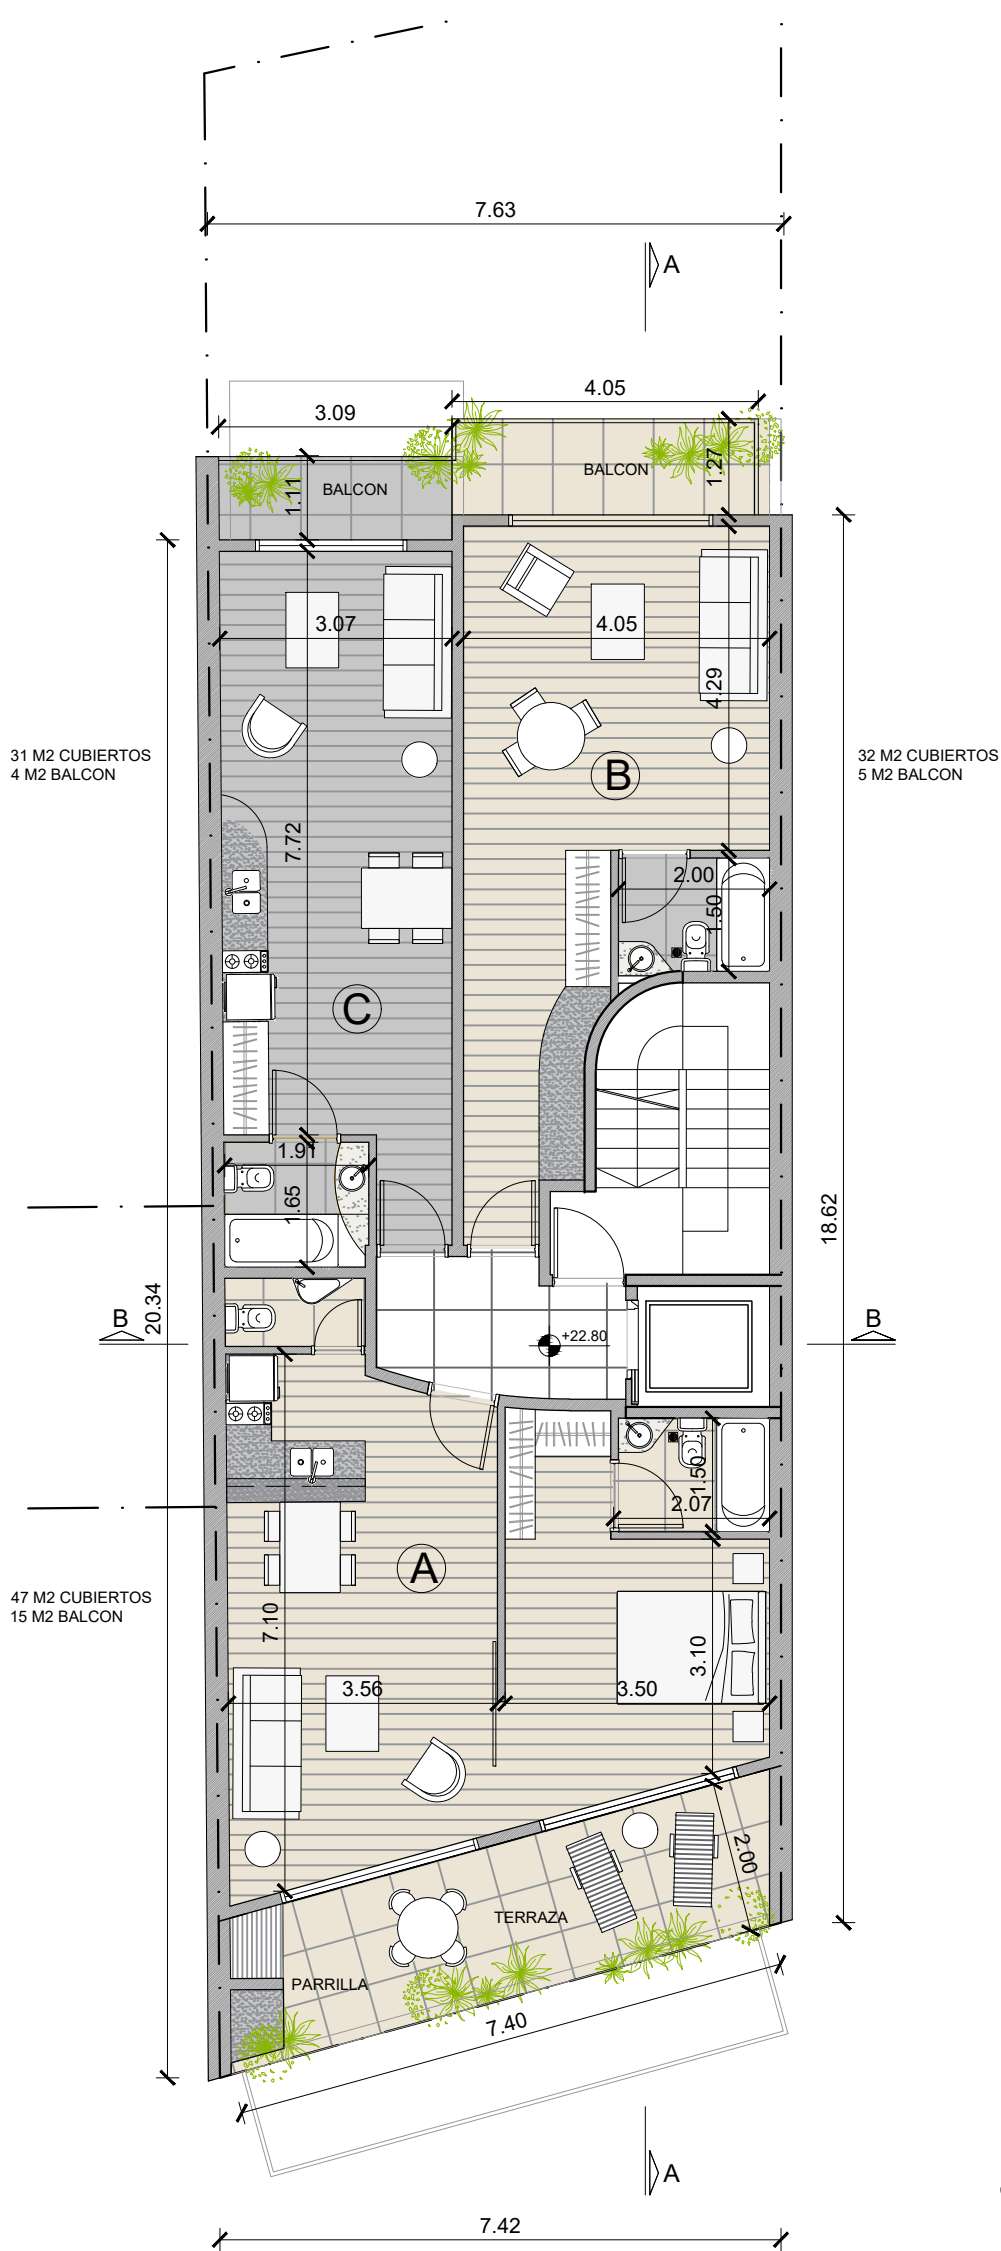 7.63
A
4.05
3.09
BALCON
1.27
BALCON
1.11
3.07
4.05
4.29
31 M2 CUBIERTOS
4 M2 BALCON
32 M2 CUBIERTOS
5 M2 BALCON
B
7.72
2.00
1.50
C
1.91
1.65
18.62
20.34
B
B
+22.80
1.50
2.07
A
47 M2 CUBIERTOS
15 M2 BALCON
7.10
3.10
3.56
3.50
2.00
TERRAZA
PARRILLA
7.40
A
7.42